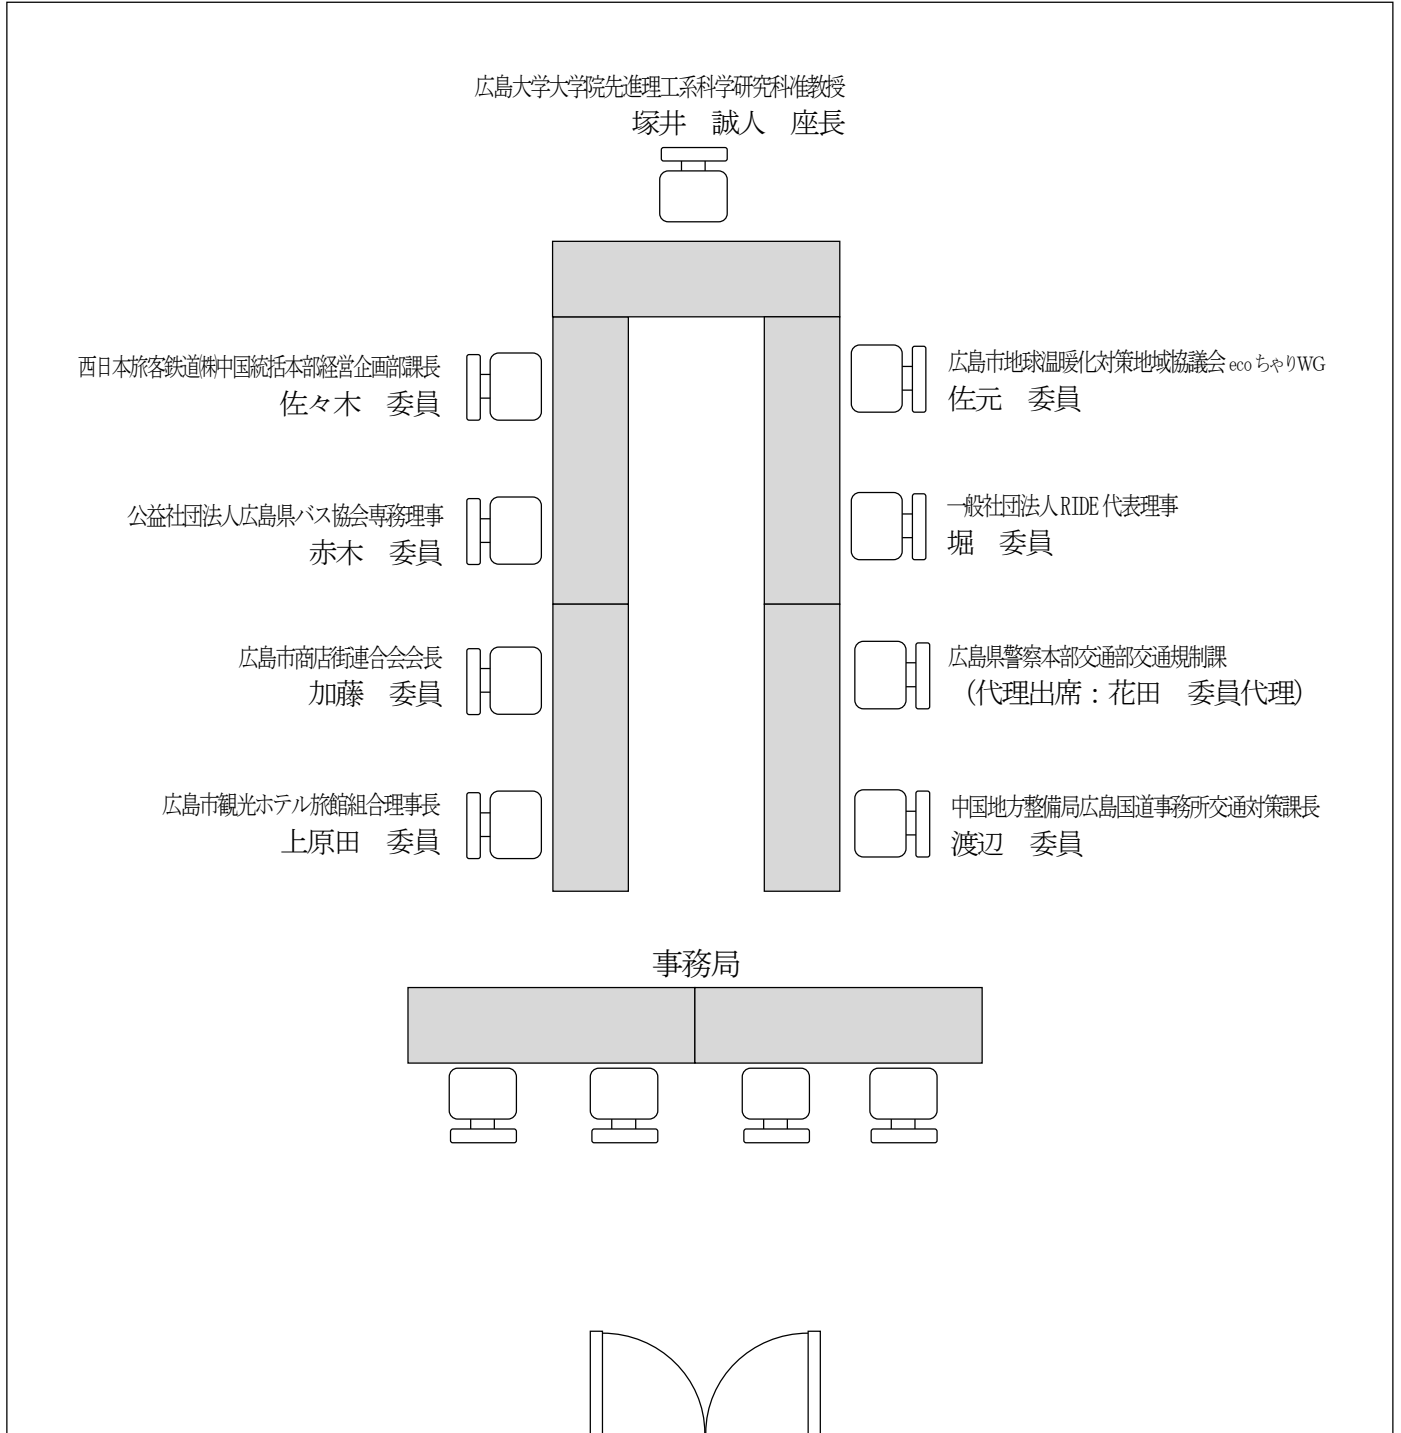 広島大学大学院先進理工系科学研究科准教授
塚井　誠人　座長
西日本旅客鉄道㈱中国統括本部経営企画部課長
佐々木　委員
公益社団法人広島県バス協会専務理事
赤木　委員
広島市商店街連合会会長
加藤　委員
広島市観光ホテル旅館組合理事長
上原田　委員
広島市地球温暖化対策地域協議会 eco ちゃりWG
佐元　委員
一般社団法人 RIDE 代表理事
堀　委員
広島県警察本部交通部交通規制課
（代理出席：花田　委員代理）
中国地方整備局広島国道事務所交通対策課長
渡辺　委員
事務局